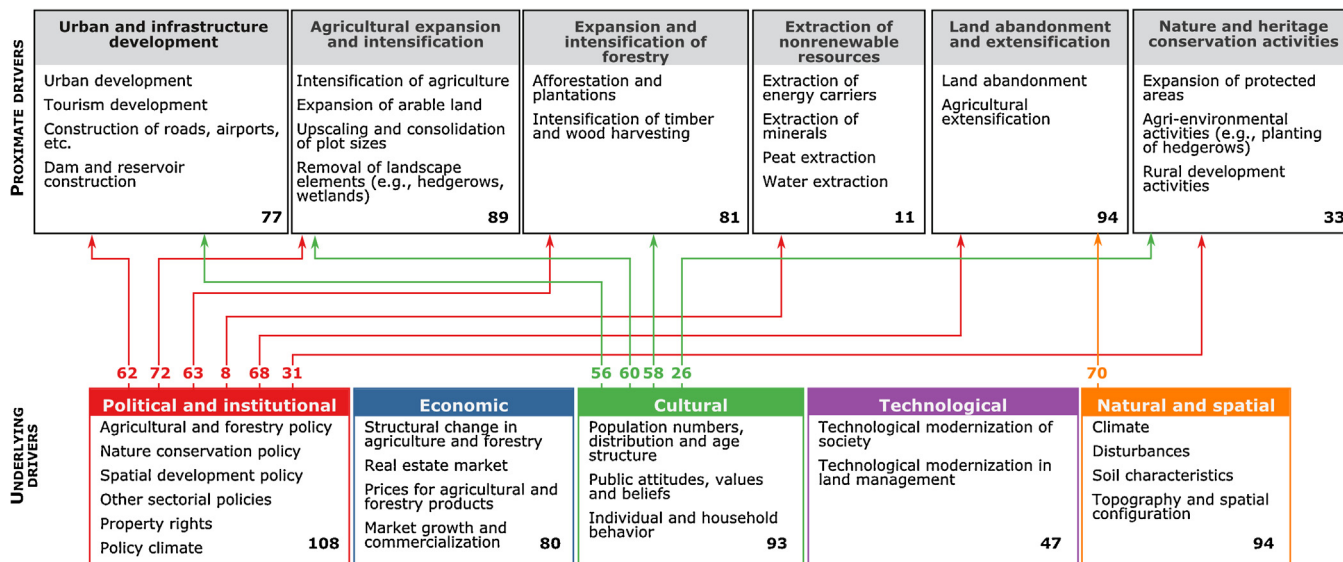 PROXIMATE DRIVERS
Urban and infrastructure
development
Urban development
Tourism development
Construction of roads, airports,
etc.
Dam and reservoir
construction
77
Agricultural expansion
and intensification
Intensification of agriculture
Expansion of arable land
Upscaling and consolidation
of plot sizes
Removal of landscape
elements (e.g., hedgerows,
wetlands)
89
Expansion and
intensification of
forestry
Afforestation and
plantations
Intensification of timber
and wood harvesting
81
Extraction of
nonrenewable
resources
Extraction of
energy carriers
Extraction of
minerals
Peat extraction
Water extraction
11
Land abandonment
and extensification
Land abandonment
Agricultural
extensification
94
Nature and heritage
conservation activities
Expansion of protected
areas
Agri-environmental
activities (e.g., planting
of hedgerows)
Rural development
activities
33
62 72 63 8 68 31 56 60 58 26 70
UNDERLYING
DRIVERS
Political and institutional
Agricultural and forestry policy
Nature conservation policy
Spatial development policy
Other sectorial policies
Property rights
Policy climate
108
Economic
Structural change in
agriculture and forestry
Real estate market
Prices for agricultural and
forestry products
Market growth and
commercialization
80
Cultural
Population numbers,
distribution and age
structure
Public attitudes, values
and beliefs
Individual and household
behavior
93
Technological
Technological modernization of
society
Technological modernization in
land management
47
Natural and spatial
Climate
Disturbances
Soil characteristics
Topography and spatial
configuration
94